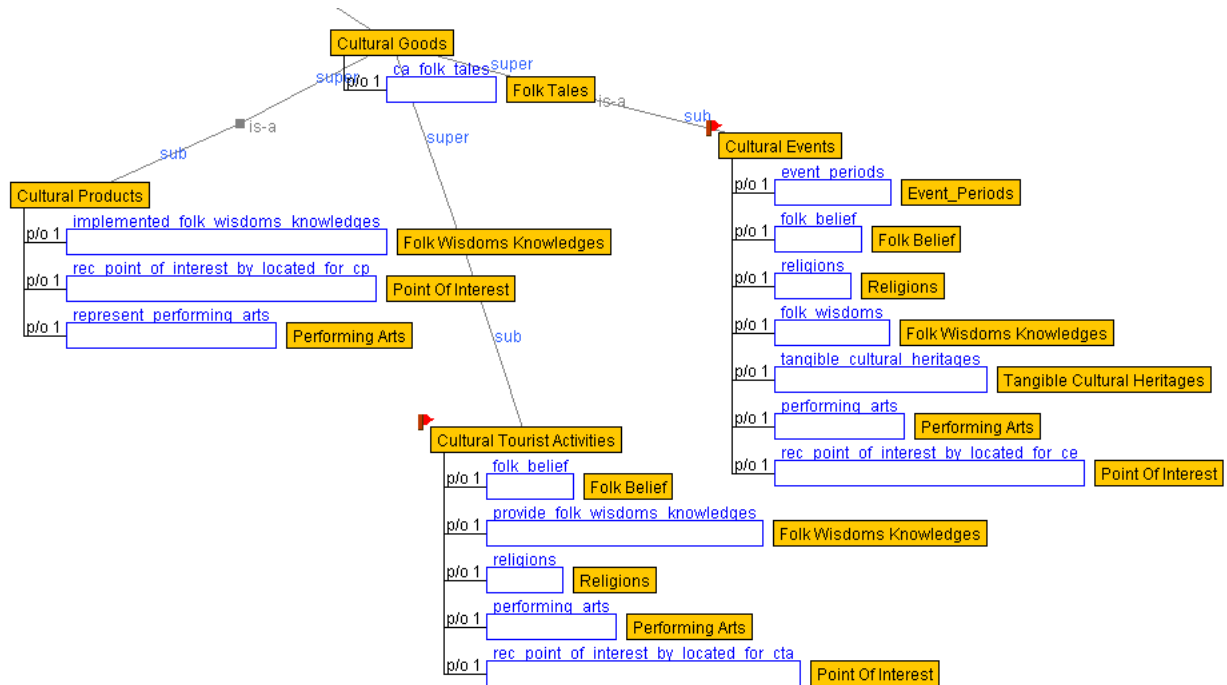 Cultural Goods
super
super
p/o 1
ca_folk_tales
Folk Tales
is-a
is-a
super
sub
sub
Cultural Products
p/o 1
implemented_folk_wisdoms_knowledges
Folk Wisdoms Knowledges
p/o 1
rec_point_of_interest_by_located_for_cp
Point Of Interest
p/o 1
represent_performing_arts
Performing Arts
sub
Cultural Events
p/o 1
event_periods
Event_Periods
p/o 1
folk_belief
Folk Belief
p/o 1
religions
Religions
p/o 1
folk_wisdoms
Folk Wisdoms Knowledges
p/o 1
tangible_cultural_heritages
Tangible Cultural Heritages
p/o 1
performing_arts
Performing Arts
p/o 1
rec_point_of_interest_by_located_for_ce
Point Of Interest
Cultural Tourist Activities
p/o 1
folk_belief
Folk Belief
p/o 1
provide_folk_wisdoms_knowledges
Folk Wisdoms Knowledges
p/o 1
religions
Religions
p/o 1
performing_arts
Performing Arts
p/o 1
rec_point_of_interest_by_located_for_cta
Point Of Interest